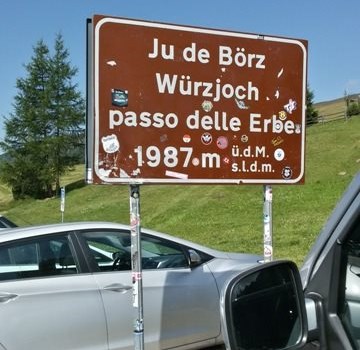 Ju de Börz
Würzjoch
passo delle Erbe
1987 m ü.d.M.
s.l.d.m.